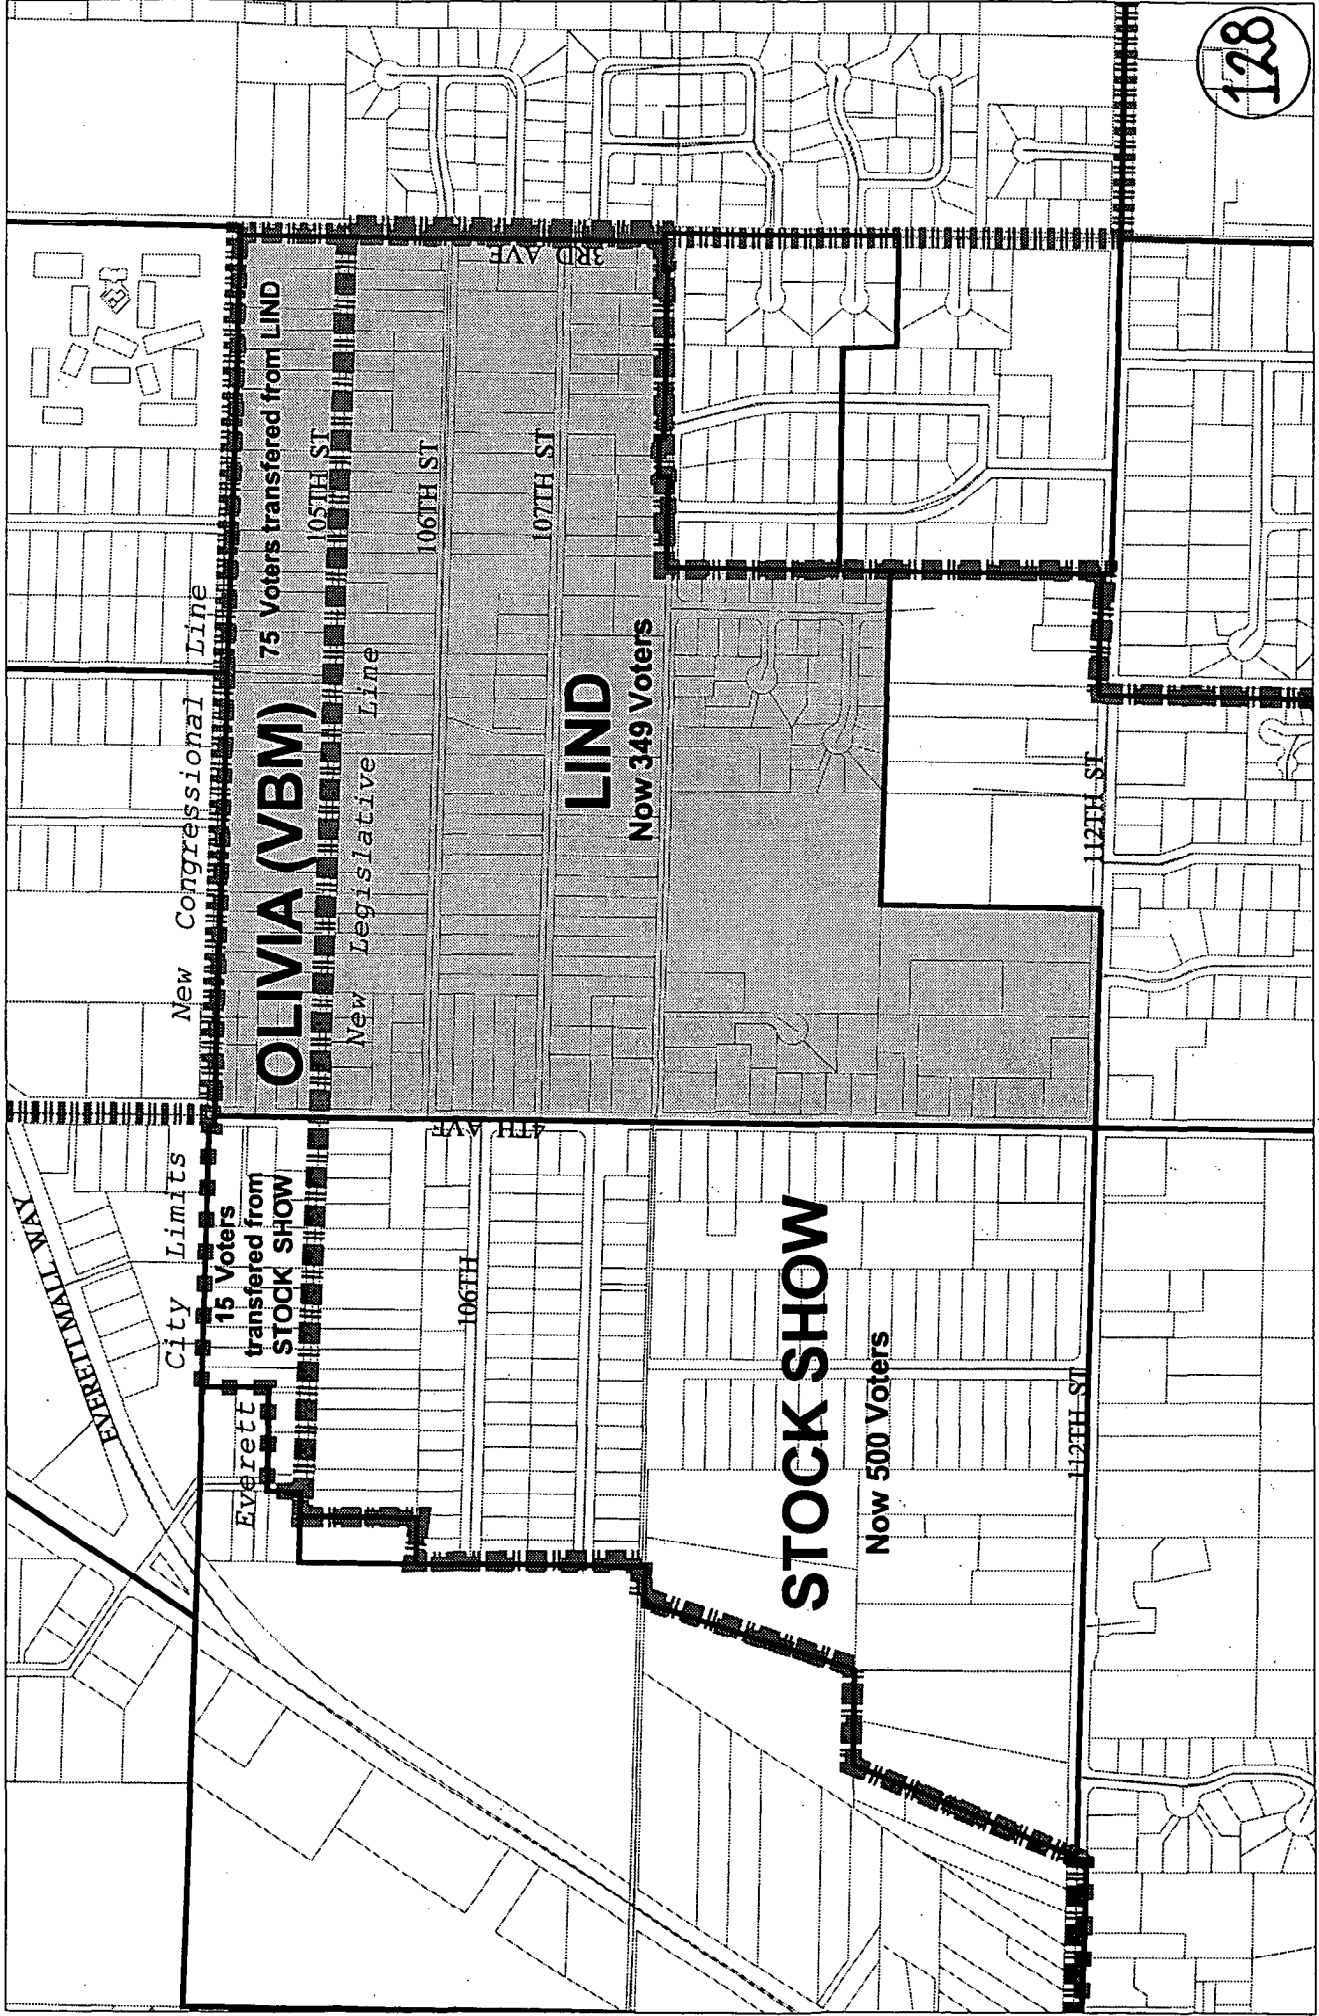 128
New Congressional Line
OLIVIA (VBM)
75 Voters transfered from LIND
105TH ST
New Legislative Line
106TH ST
107TH ST
3RD AVE
LIND
Now 349 Voters
112TH ST
4TH AVE
EVERETT MALL WAY
Everett City Limits
15 Voters
transfered from
STOCK SHOW
106TH
STOCK SHOW
Now 500 Voters
112TH ST